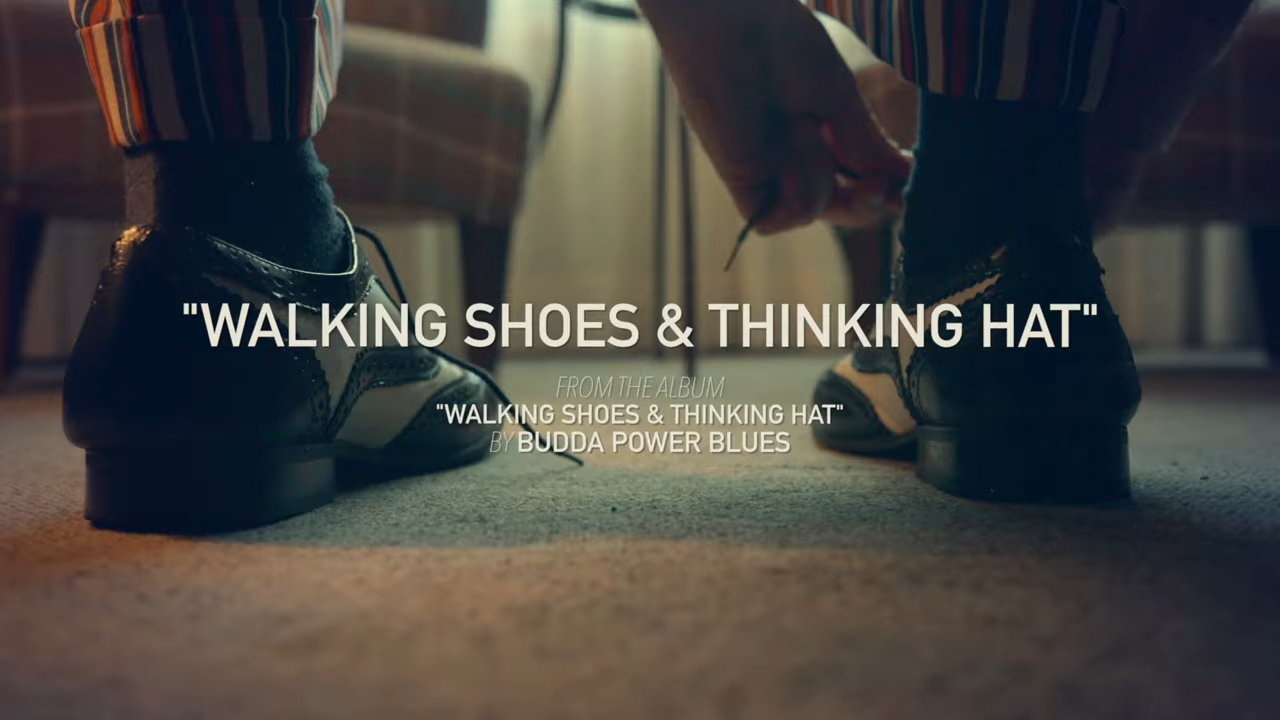 "WALKING SHOES & THINKING HAT"
FROM THE ALBUM
"WALKING SHOES & THINKING HAT"
BY BUDDA POWER BLUES